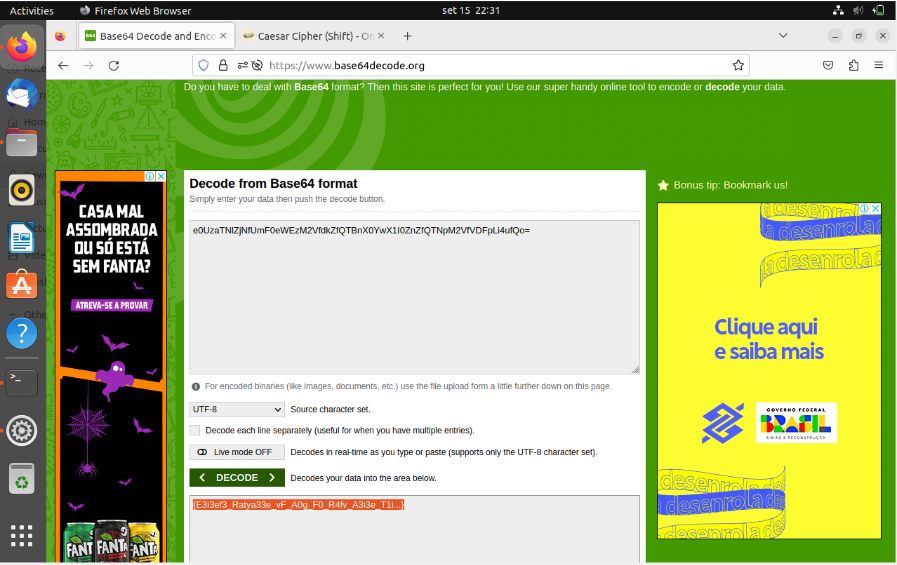 Activities
Firefox Web Browser
set 15 22:31
Base64 Decode and Enco
Caesar Cipher (Shift) - On
https://www.base64decode.org
Do you have to deal with Base64 format? Then this site is perfect for you! Use our super handy online tool to encode or decode your data.
CASA MAL
ASSOMBRADA
OU SÓ ESTÁ
SEM FANTA?
ATREVA-SE A PROVAR
FANTA
FANTA
FANTA
Decode from Base64 format
Simply enter your data then push the decode button.
e0UzaTNlZjNfUmF0eWEzM2VfdkZfQTBnX0YwX1I0ZnZfQTNpM2VfVDFpLi4ufQo=
For encoded binaries (like images, documents, etc.) use the file upload form a little further down on this page.
UTF-8
Source character set.
Decode each line separately (useful for when you have multiple entries).
Live mode OFF
Decodes in real-time as you type or paste (supports only the UTF-8 character set).
DECODE
Decodes your data into the area below.
{E3i3ef3_Ratya33e_vF_A0g_F0_R4fv_A3i3e_T1i...}
Bonus tip: Bookmark us!
desenrola
Clique aqui
e saiba mais
GOVERNO FEDERAL
BRASIL
UNIÃO E RECONSTRUÇÃO
desenrola